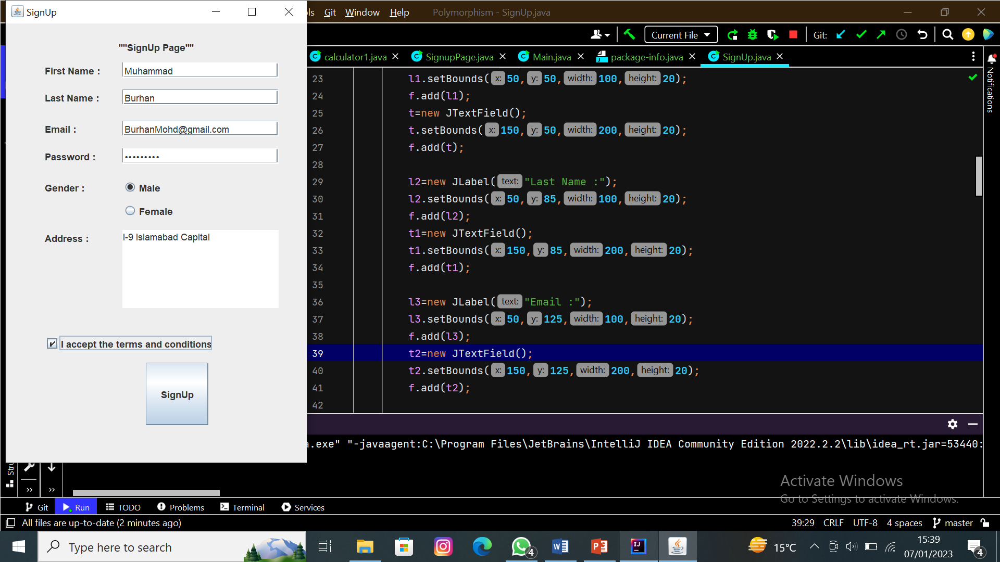 SignUp
ls Git Window Help Polymorphism - SignUp.java
Current File Git:
calculator1.java SignupPage.java Main.java package-info.java SignUp.java
""SignUp Page""
First Name : Muhammad
Last Name : Burhan
Email : BurhanMohd@gmail.com
Password : •••••••••
Gender : Male
Female
Address : I-9 Islamabad Capital
I accept the terms and conditions
SignUp
23 l1.setBounds( x: 50, y: 50, width: 100, height: 20);
24 f.add(l1);
25 t=new JTextField();
26 t.setBounds( x: 150, y: 50, width: 200, height: 20);
27 f.add(t);
28
29 l2=new JLabel( text: "Last Name :");
30 l2.setBounds( x: 50, y: 85, width: 100, height: 20);
31 f.add(l2);
32 t1=new JTextField();
33 t1.setBounds( x: 150, y: 85, width: 200, height: 20);
34 f.add(t1);
35
36 l3=new JLabel( text: "Email :");
37 l3.setBounds( x: 50, y: 125, width: 100, height: 20);
38 f.add(l3);
39 t2=new JTextField();
40 t2.setBounds( x: 150, y: 125, width: 200, height: 20);
41 f.add(t2);
42
Notifications
a.exe" "-javaagent:C:\Program Files\JetBrains\IntelliJ IDEA Community Edition 2022.2.2\lib\idea_rt.jar=53440:
Stru
Activate Windows
Go to Settings to activate Windows.
Git Run TODO Problems Terminal Services
All files are up-to-date (2 minutes ago) 39:29 CRLF UTF-8 4 spaces master
Type here to search 4 15°C 15:39
07/01/2023 4